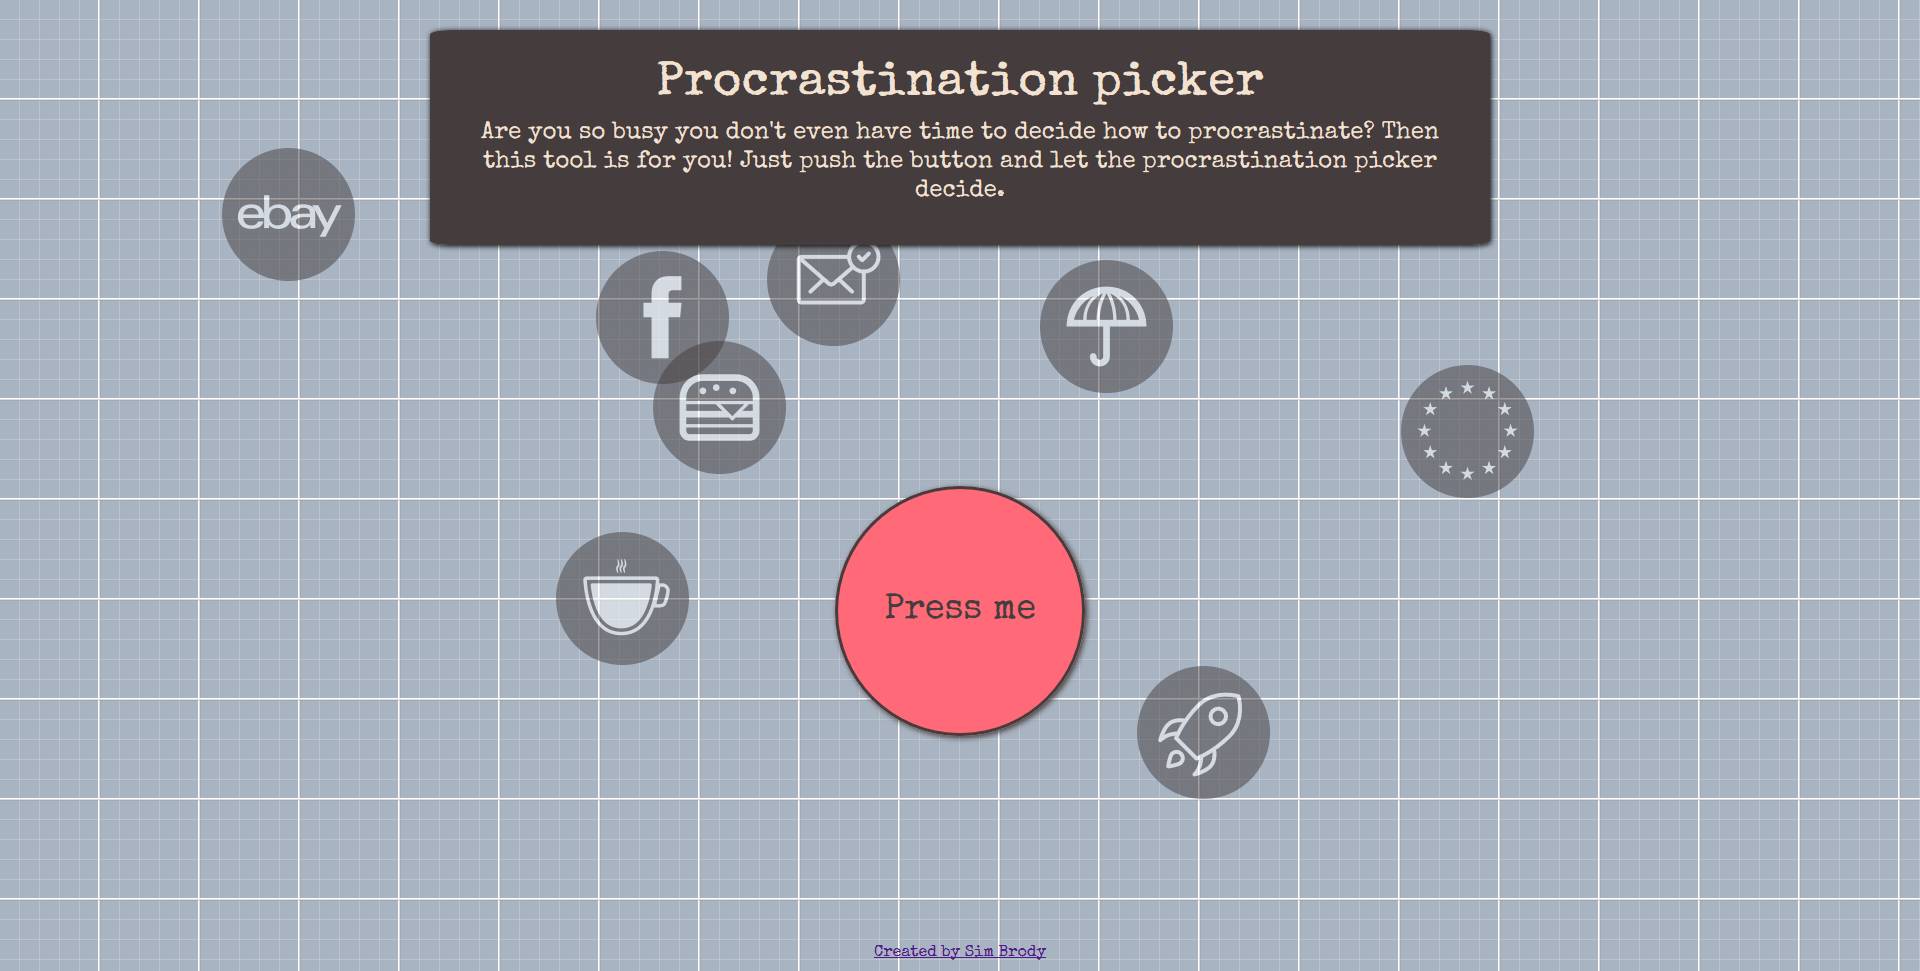 Procrastination picker
Are you so busy you don't even have time to decide how to procrastinate? Then
this tool is for you! Just push the button and let the procrastination picker
decide.
ebay
f
Press me
Created by Sim Brody